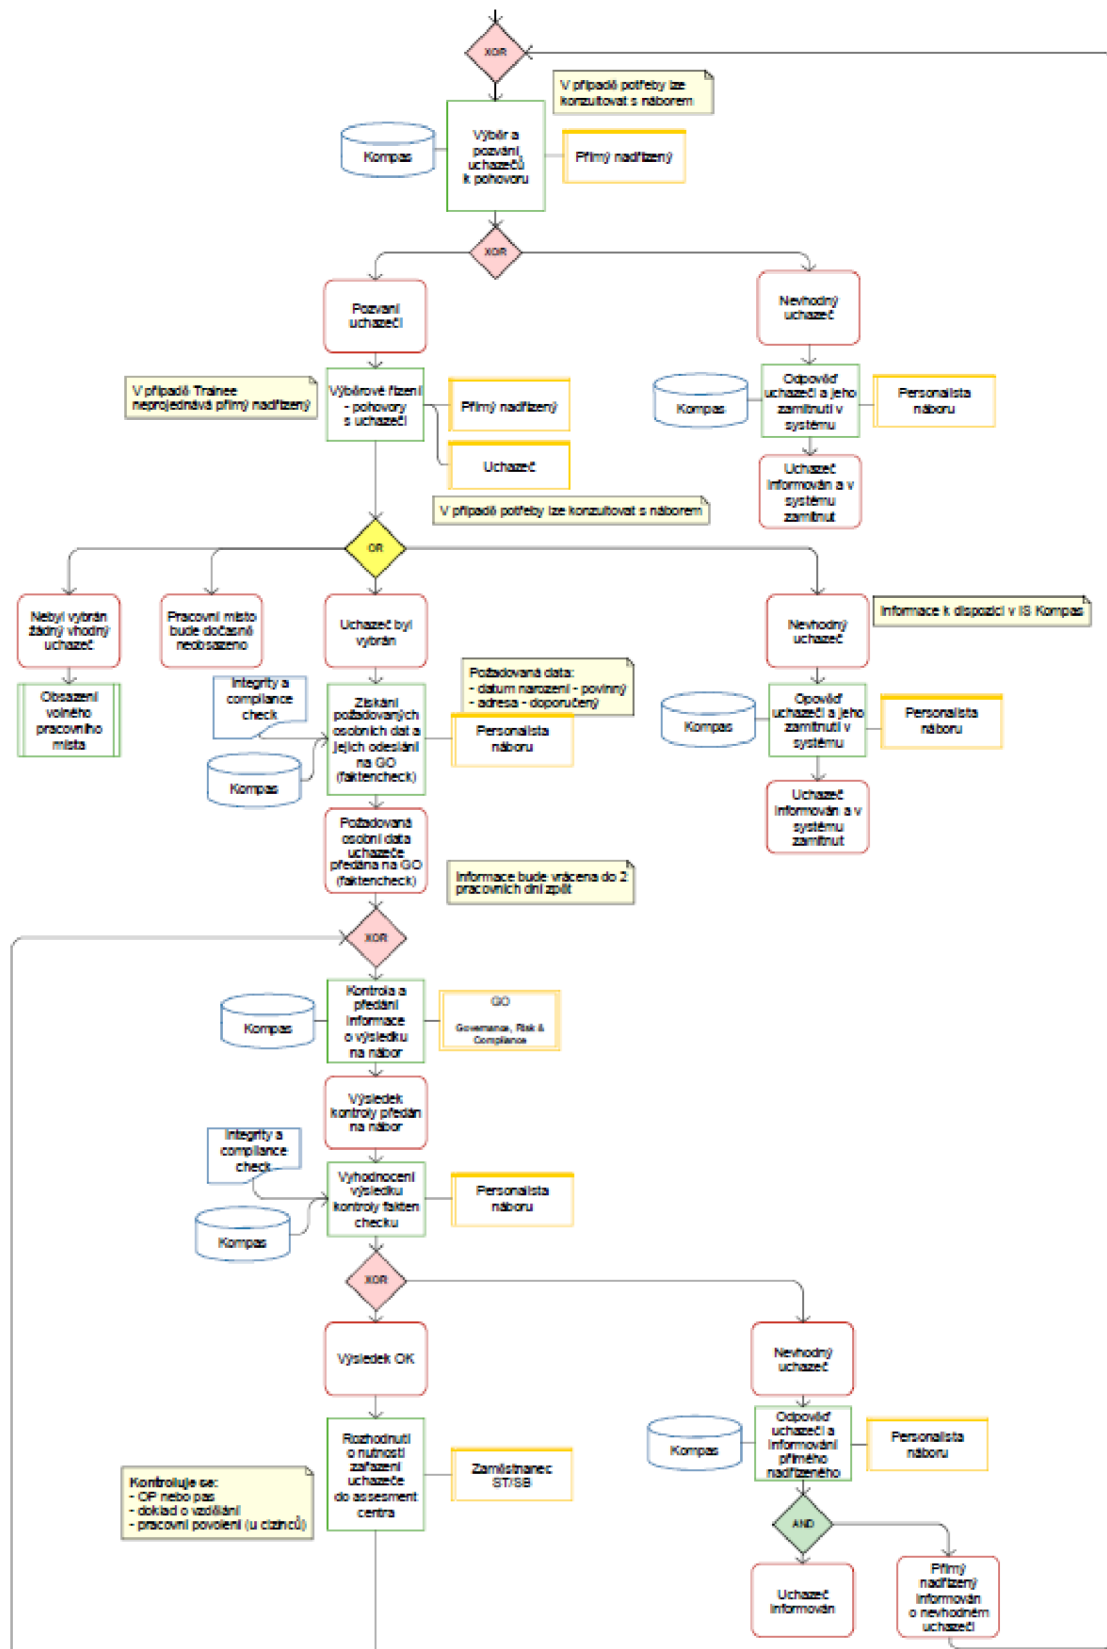 XOR
V případě potřeby lze
konzultovat s náborem
Výběr a
pozvání
uchazečů
k pohovoru
Kompas
Přímý nadřízený
XOR
Pozvaní
uchazeči
Nevhodný
uchazeč
V případě Trainee
neprojednává přímý nadřízený
Výběrové řízení
- pohovory
s uchazeči
Přímý nadřízený
Uchazeč
Kompas
Odpověď
uchazeči a jeho
zamítnutí v
systému
Personalista
náboru
Uchazeč
informován a v
systému
zamítnut
V případě potřeby lze konzultovat s náborem
OR
Nebyl vybrán
žádný vhodný
uchazeč
Pracovní místo
bude dočasně
neobsazeno
Uchazeč byl
vybrán
Nevhodný
uchazeč
Informace k dispozici v IS Kompas
Obsazení
volného
pracovního
místa
Integrity a
compliance
check
Kompas
Získání
požadovaných
osobních dat a
jejich odeslání
na GO
(faktencheck)
Požadovaná data:
- datum narození - povinný
- adresa - doporučený
Personalista
náboru
Kompas
Opověď
uchazeči a jeho
zamítnutí v
systému
Personalista
náboru
Uchazeč
informován a v
systému
zamítnut
Požadovaná
osobní data
uchazeče
předána na GO
(faktencheck)
Informace bude vrácena do 2
pracovních dní zpět
XOR
Kompas
Kontrola a
předání
informace
o výsledku
na nábor
GO
Governance, Risk &
Compliance
Výsledek
kontroly předán
na nábor
Integrity a
compliance
check
Kompas
Vyhodnocení
výsledku
kontroly fakten
checku
Personalista
náboru
XOR
Výsledek OK
Nevhodný
uchazeč
Kontroluje se:
- OP nebo pas
- doklad o vzdělání
- pracovní povolení (u cizinců)
Rozhodnutí
o nutnosti
zařazení
uchazeče
do assesment
centra
Zaměstnanec
ST/SB
Kompas
Odpověď
uchazeči a
informování
přímého
nadřízeného
Personalista
náboru
AND
Uchazeč
informován
Přímý
nadřízený
informován
o nevhodném
uchazeči